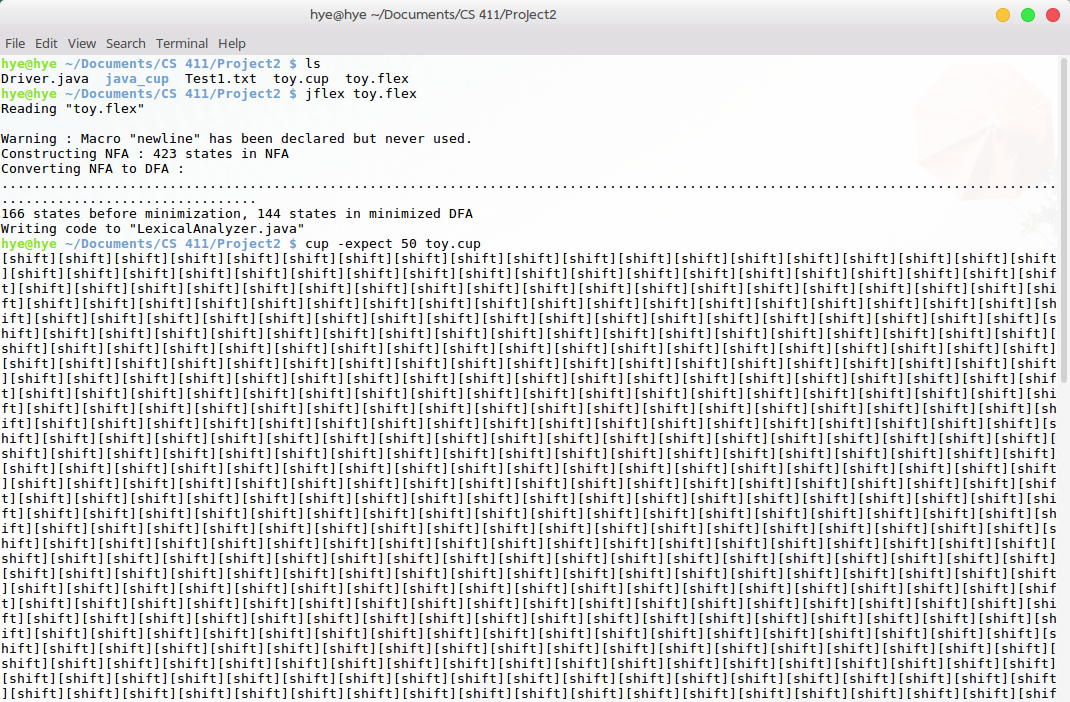 hye@hye ~/Documents/CS 411/Project2
File Edit View Search Terminal Help
hye@hye ~/Documents/CS 411/Project2 $ ls
Driver.java  java_cup  Test1.txt  toy.cup  toy.flex
hye@hye ~/Documents/CS 411/Project2 $ jflex toy.flex
Reading "toy.flex"
Warning : Macro "newline" has been declared but never used.
Constructing NFA : 423 states in NFA
Converting NFA to DFA :
....................................................................................................................................
................................
166 states before minimization, 144 states in minimized DFA
Writing code to "LexicalAnalyzer.java"
hye@hye ~/Documents/CS 411/Project2 $ cup -expect 50 toy.cup
[shift][shift][shift][shift][shift][shift][shift][shift][shift][shift][shift][shift][shift][shift][shift][shift][shift][shift][shift
][shift][shift][shift][shift][shift][shift][shift][shift][shift][shift][shift][shift][shift][shift][shift][shift][shift][shift][shif
t][shift][shift][shift][shift][shift][shift][shift][shift][shift][shift][shift][shift][shift][shift][shift][shift][shift][shift][shi
ft][shift][shift][shift][shift][shift][shift][shift][shift][shift][shift][shift][shift][shift][shift][shift][shift][shift][shift][sh
ift][shift][shift][shift][shift][shift][shift][shift][shift][shift][shift][shift][shift][shift][shift][shift][shift][shift][shift][s
hift][shift][shift][shift][shift][shift][shift][shift][shift][shift][shift][shift][shift][shift][shift][shift][shift][shift][shift][
shift][shift][shift][shift][shift][shift][shift][shift][shift][shift][shift][shift][shift][shift][shift][shift][shift][shift][shift]
[shift][shift][shift][shift][shift][shift][shift][shift][shift][shift][shift][shift][shift][shift][shift][shift][shift][shift][shift
][shift][shift][shift][shift][shift][shift][shift][shift][shift][shift][shift][shift][shift][shift][shift][shift][shift][shift][shif
t][shift][shift][shift][shift][shift][shift][shift][shift][shift][shift][shift][shift][shift][shift][shift][shift][shift][shift][shi
ft][shift][shift][shift][shift][shift][shift][shift][shift][shift][shift][shift][shift][shift][shift][shift][shift][shift][shift][sh
ift][shift][shift][shift][shift][shift][shift][shift][shift][shift][shift][shift][shift][shift][shift][shift][shift][shift][shift][s
hift][shift][shift][shift][shift][shift][shift][shift][shift][shift][shift][shift][shift][shift][shift][shift][shift][shift][shift][
shift][shift][shift][shift][shift][shift][shift][shift][shift][shift][shift][shift][shift][shift][shift][shift][shift][shift][shift]
[shift][shift][shift][shift][shift][shift][shift][shift][shift][shift][shift][shift][shift][shift][shift][shift][shift][shift][shift
][shift][shift][shift][shift][shift][shift][shift][shift][shift][shift][shift][shift][shift][shift][shift][shift][shift][shift][shif
t][shift][shift][shift][shift][shift][shift][shift][shift][shift][shift][shift][shift][shift][shift][shift][shift][shift][shift][shi
ft][shift][shift][shift][shift][shift][shift][shift][shift][shift][shift][shift][shift][shift][shift][shift][shift][shift][shift][sh
ift][shift][shift][shift][shift][shift][shift][shift][shift][shift][shift][shift][shift][shift][shift][shift][shift][shift][shift][s
hift][shift][shift][shift][shift][shift][shift][shift][shift][shift][shift][shift][shift][shift][shift][shift][shift][shift][shift][
shift][shift][shift][shift][shift][shift][shift][shift][shift][shift][shift][shift][shift][shift][shift][shift][shift][shift][shift]
[shift][shift][shift][shift][shift][shift][shift][shift][shift][shift][shift][shift][shift][shift][shift][shift][shift][shift][shift
][shift][shift][shift][shift][shift][shift][shift][shift][shift][shift][shift][shift][shift][shift][shift][shift][shift][shift][shif
t][shift][shift][shift][shift][shift][shift][shift][shift][shift][shift][shift][shift][shift][shift][shift][shift][shift][shift][shi
ft][shift][shift][shift][shift][shift][shift][shift][shift][shift][shift][shift][shift][shift][shift][shift][shift][shift][shift][sh
ift][shift][shift][shift][shift][shift][shift][shift][shift][shift][shift][shift][shift][shift][shift][shift][shift][shift][shift][s
hift][shift][shift][shift][shift][shift][shift][shift][shift][shift][shift][shift][shift][shift][shift][shift][shift][shift][shift][
shift][shift][shift][shift][shift][shift][shift][shift][shift][shift][shift][shift][shift][shift][shift][shift][shift][shift][shift]
[shift][shift][shift][shift][shift][shift][shift][shift][shift][shift][shift][shift][shift][shift][shift][shift][shift][shift][shift
][shift][shift][shift][shift][shift][shift][shift][shift][shift][shift][shift][shift][shift][shift][shift][shift][shift][shift][shif